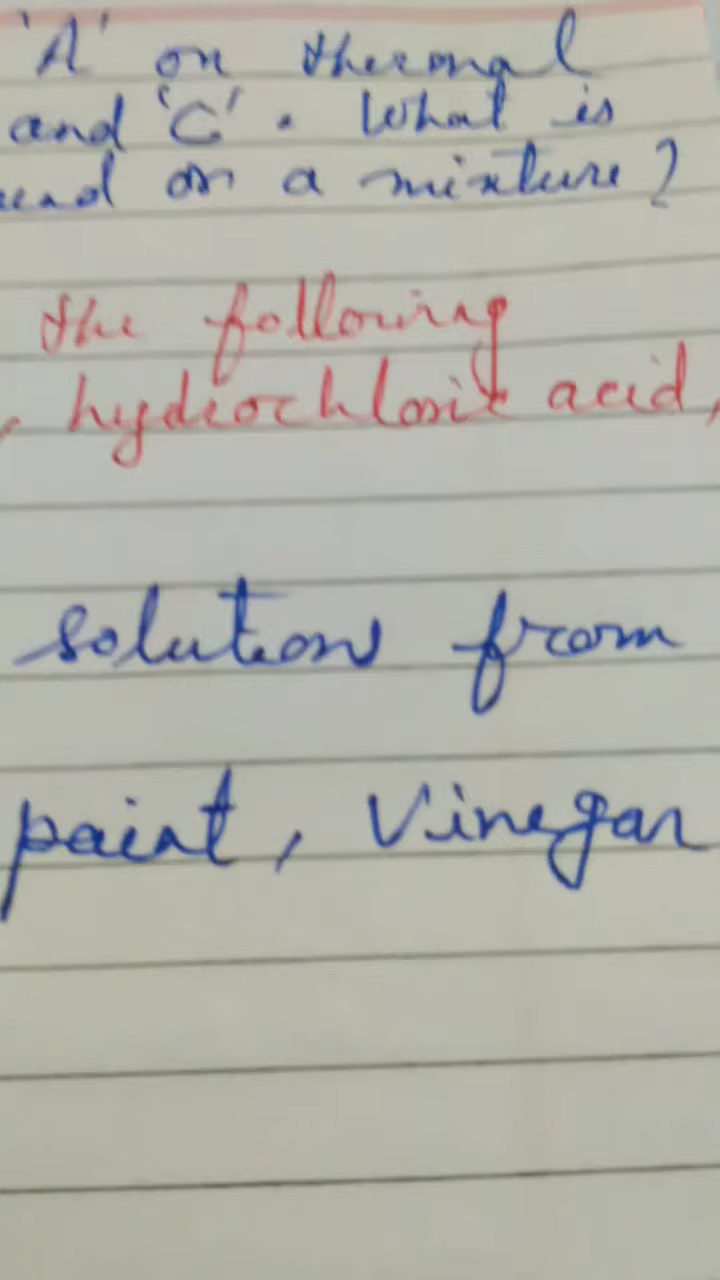 'A' on thermal
and 'C'. What is
on a mixture?
the following
, hydrochloric acid,
solution from
paint, Vinegar